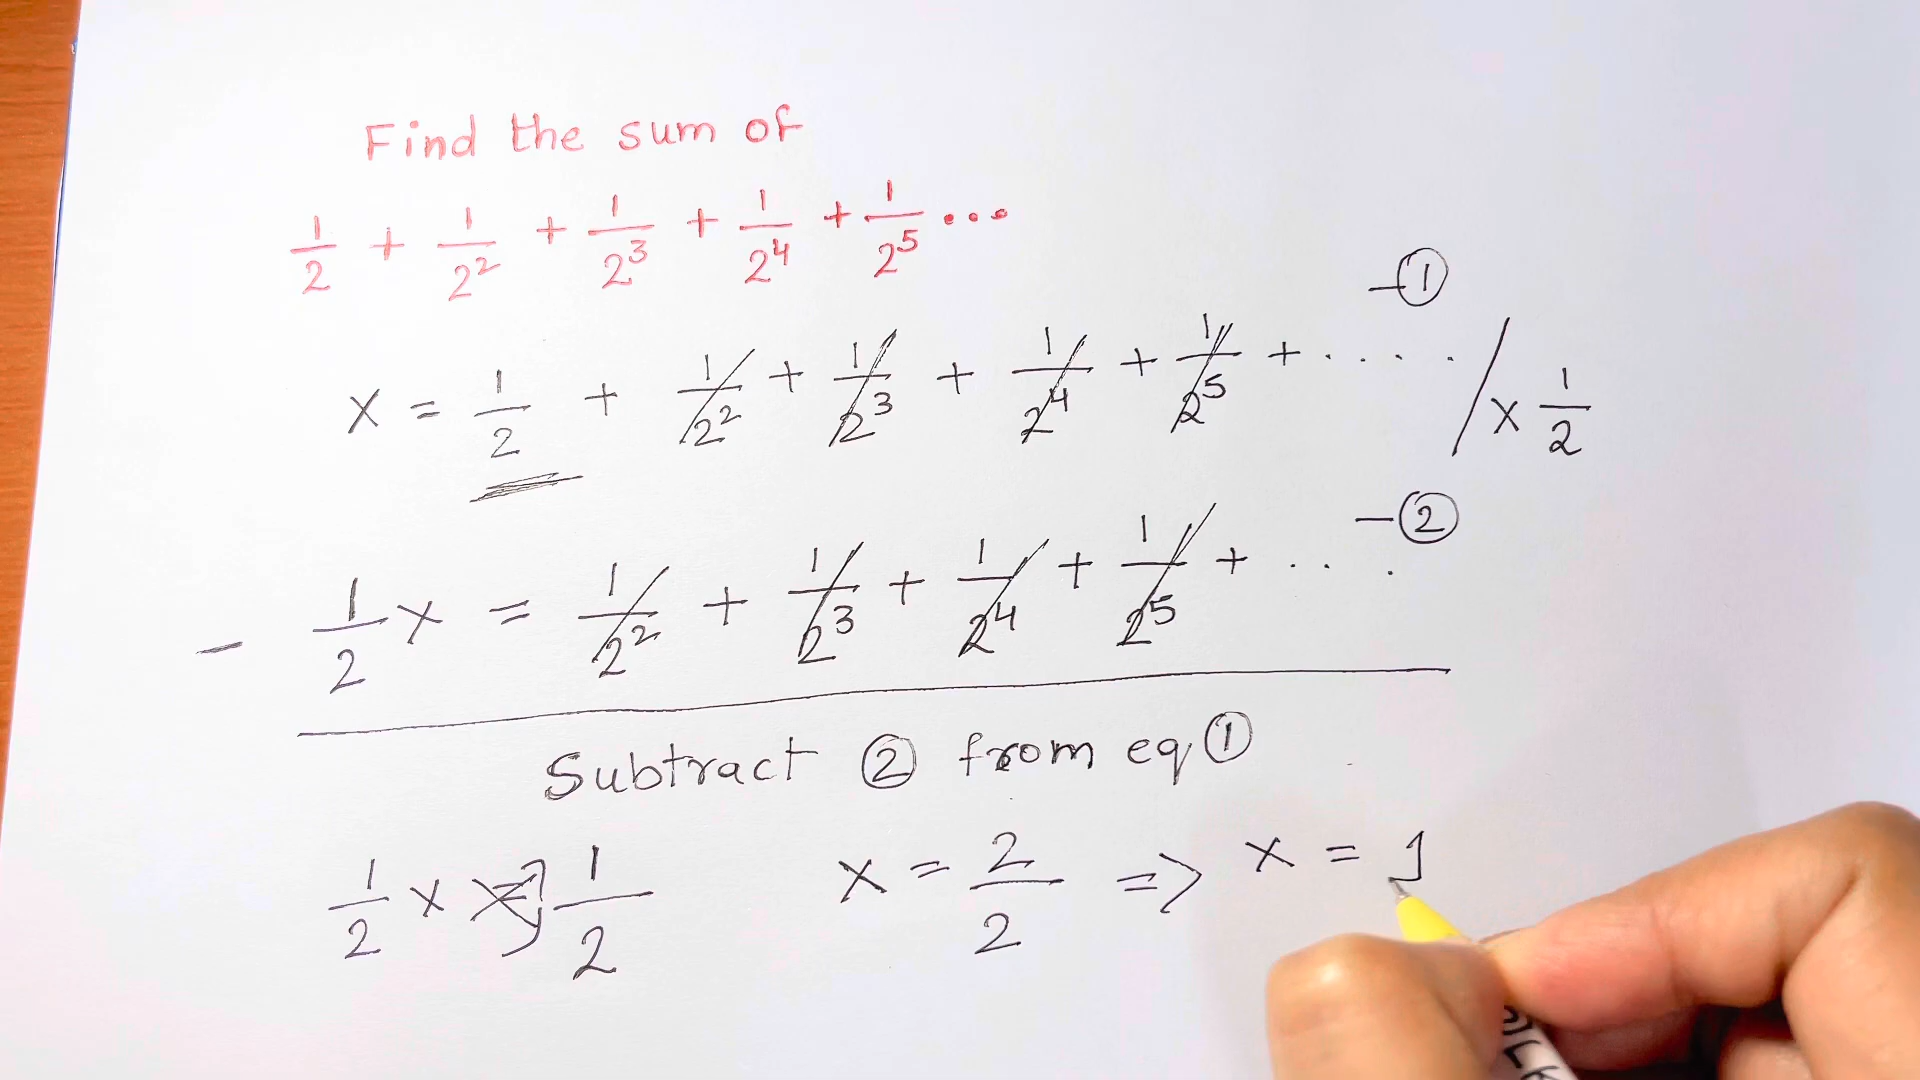 Find the sum of
1/2 + 1/2² + 1/2³ + 1/2⁴ + 1/2⁵ ...
— ①
x = 1/2 + 1/2² + 1/2³ + 1/2⁴ + 1/2⁵ + .... / x 1/2
— ②
- 1/2 x = 1/2² + 1/2³ + 1/2⁴ + 1/2⁵ + ...
Subtract ② from eq ①
1/2 x = 1/2 x = 2/2 => x = 1